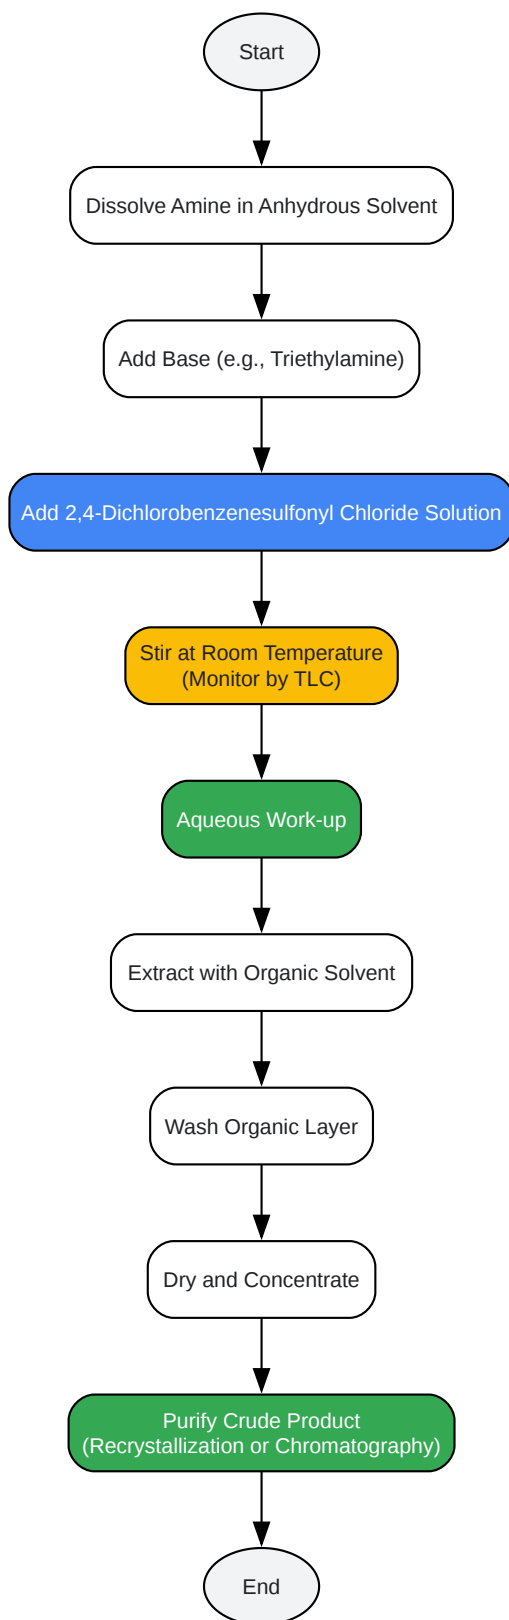 Start
Dissolve Amine in Anhydrous Solvent
Add Base (e.g., Triethylamine)
Add 2,4-Dichlorobenzenesulfonyl Chloride Solution
Stir at Room Temperature
(Monitor by TLC)
Aqueous Work-up
Extract with Organic Solvent
Wash Organic Layer
Dry and Concentrate
Purify Crude Product
(Recrystallization or Chromatography)
End